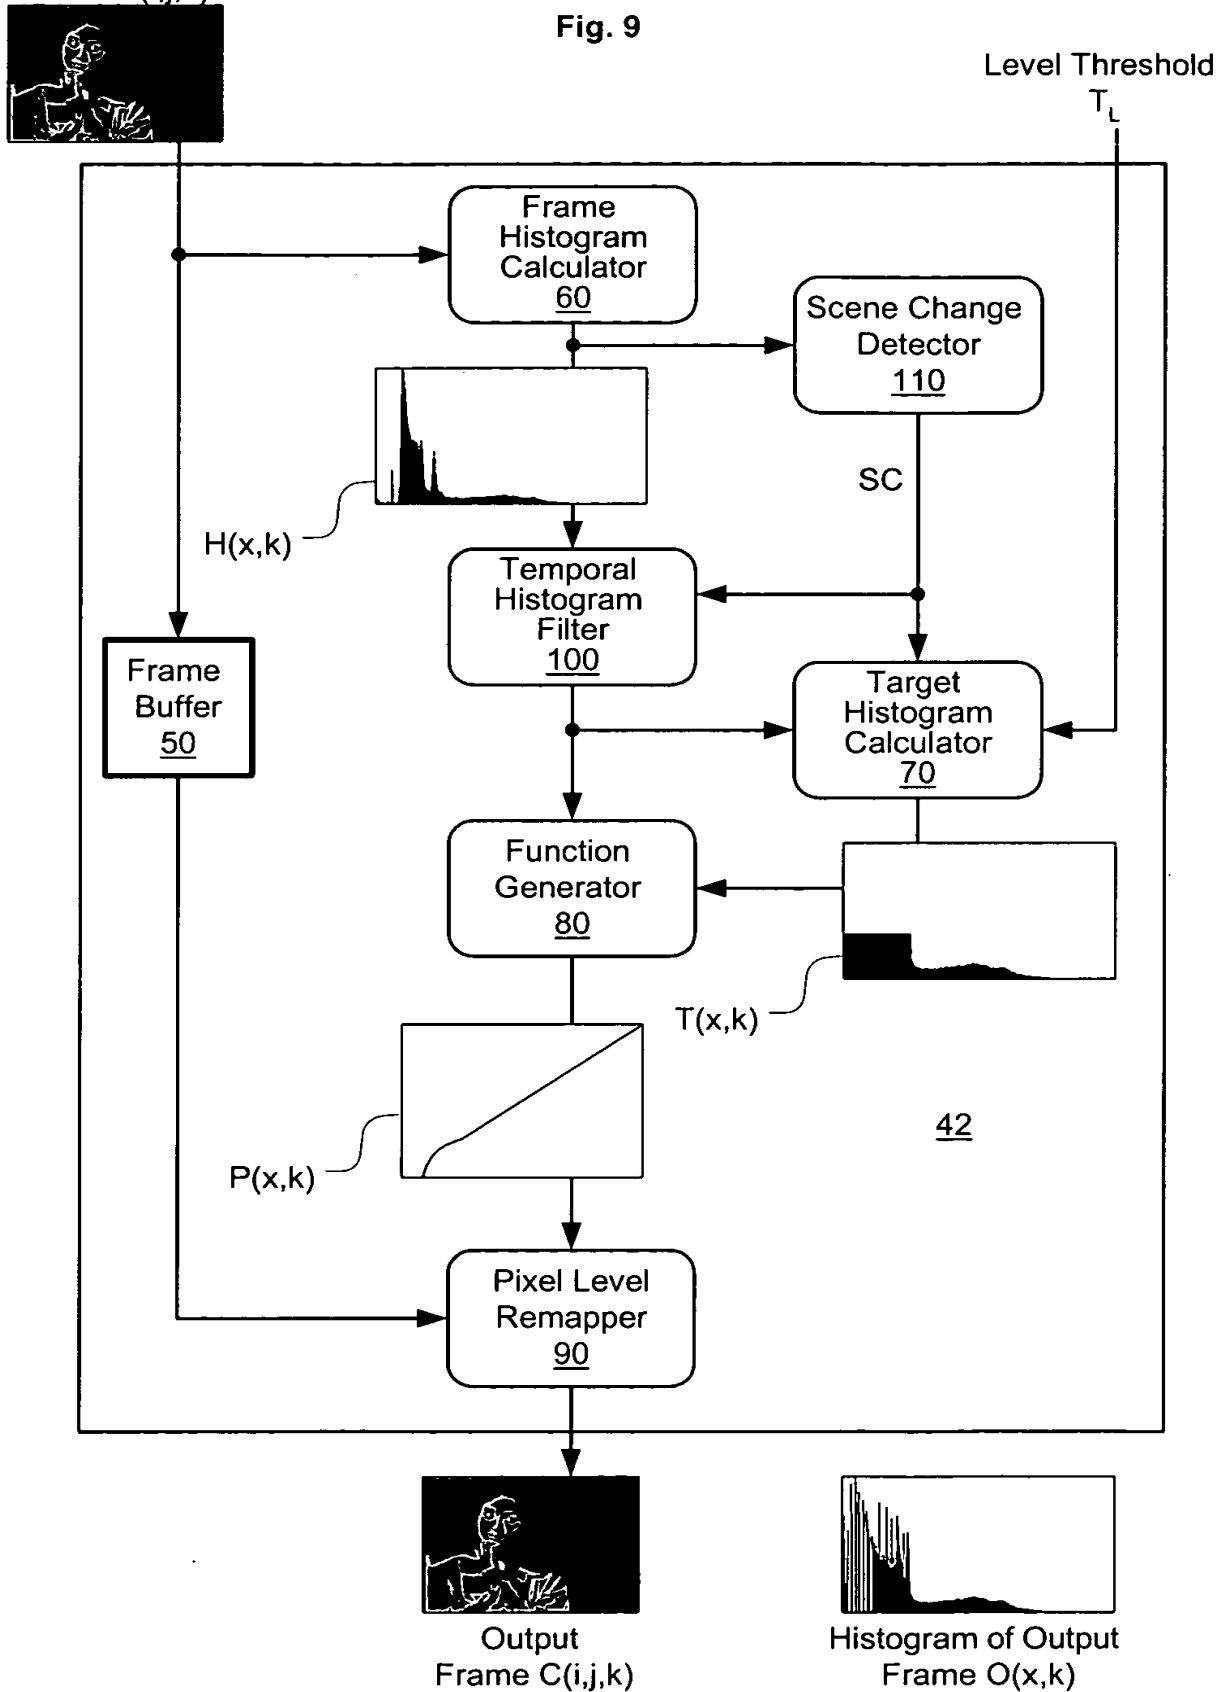 Fig. 9
Level Threshold
T_L
Frame
Histogram
Calculator
60
Scene Change
Detector
110
SC
H(x,k)
Temporal
Histogram
Filter
100
Frame
Buffer
50
Target
Histogram
Calculator
70
Function
Generator
80
T(x,k)
P(x,k)
42
Pixel Level
Remapper
90
Output
Frame C(i,j,k)
Histogram of Output
Frame O(x,k)